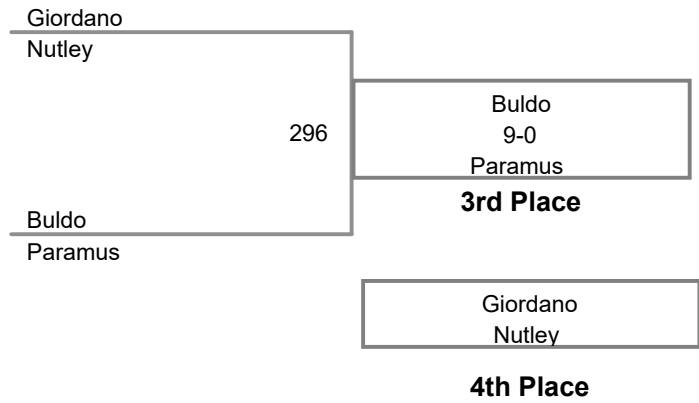 Giordano
Nutley
296
Buldo
9-0
Paramus
3rd Place
Buldo
Paramus
Giordano
Nutley
4th Place